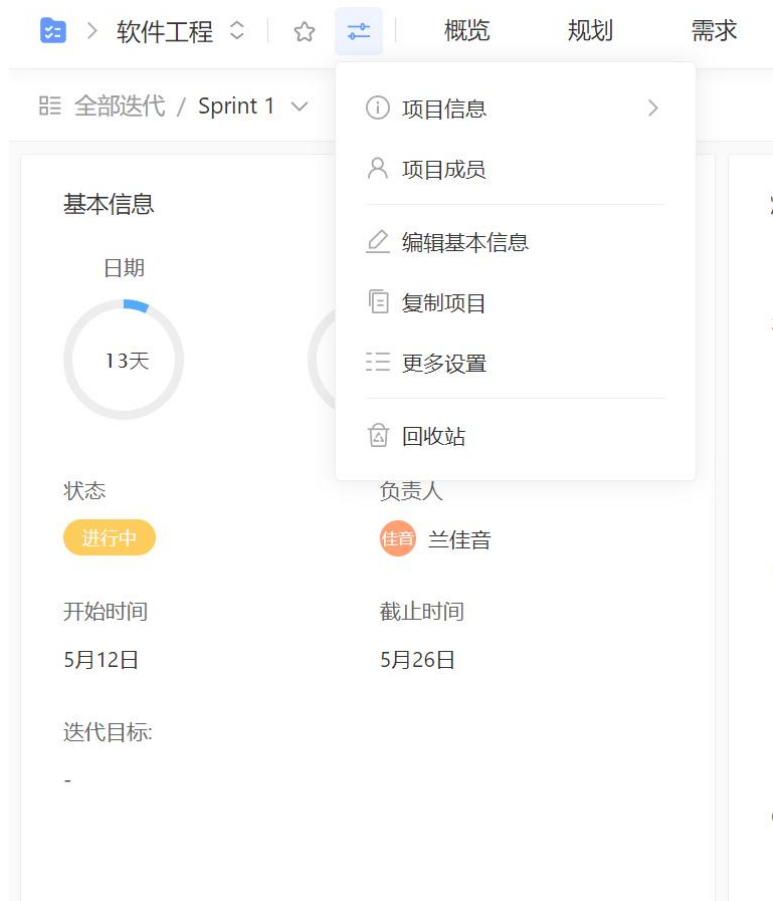 软件工程 概览 规划 需求
全部迭代 / Sprint 1
项目信息
项目成员
编辑基本信息
复制项目
更多设置
回收站
基本信息
日期
13天
状态 负责人
进行中 佳音 兰佳音
开始时间 截止时间
5月12日 5月26日
迭代目标:
-